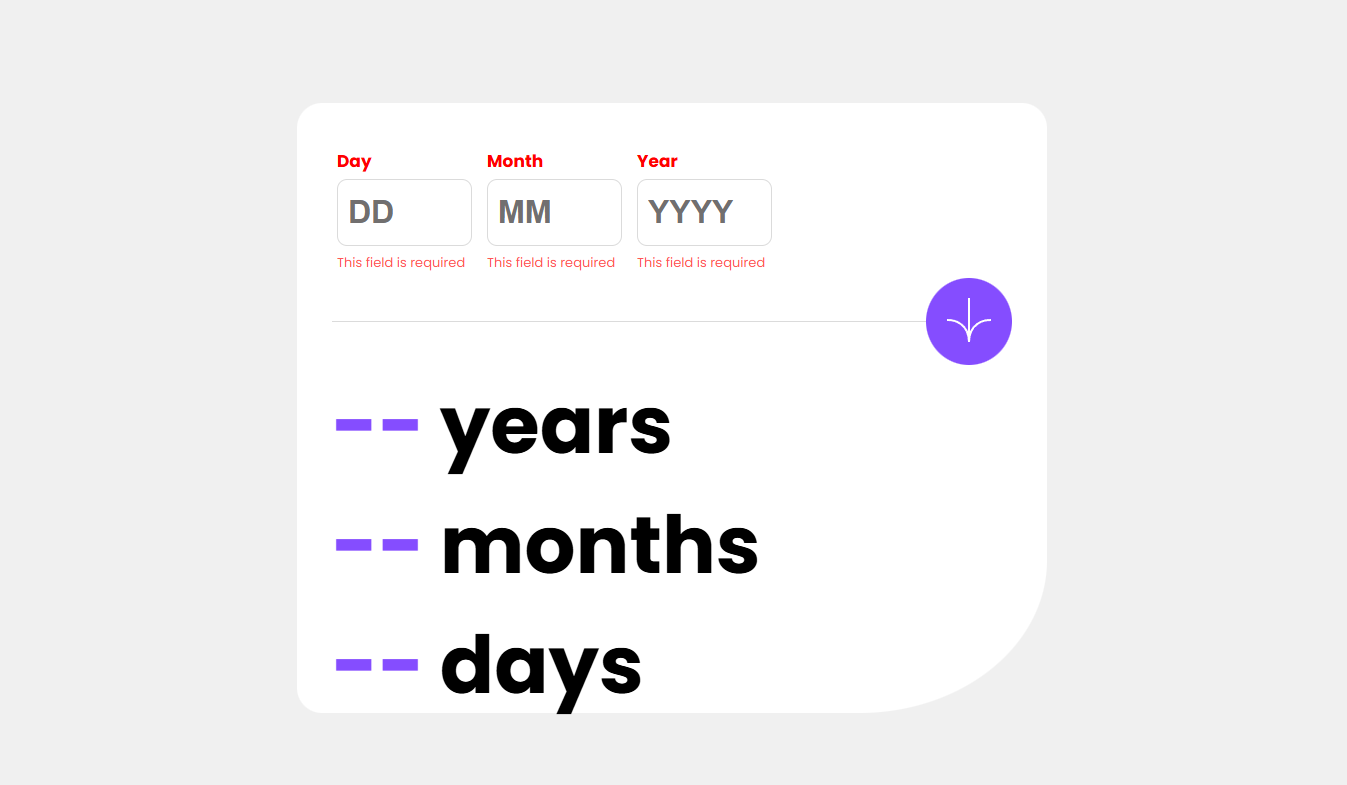 Day Month Year
DD MM YYYY
This field is required This field is required This field is required
-- years
-- months
-- days